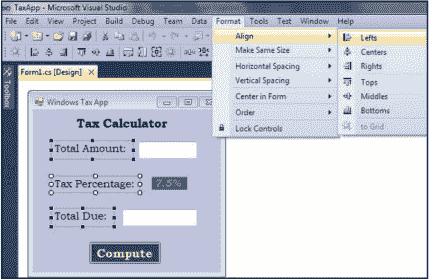 TaxApp - Microsoft Visual Studio
File Edit View Project Build Debug Team Data Format Tools Test Window Help
Align
Make Same Size
Horizontal Spacing
Vertical Spacing
Center in Form
Order
Lock Controls
Lefts
Centers
Rights
Tops
Middles
Bottoms
to Grid
Toolbox
Form1.cs [Design] X
Windows Tax App
Tax Calculator
Total Amount:
Tax Percentage: 7.5%
Total Due:
Compute